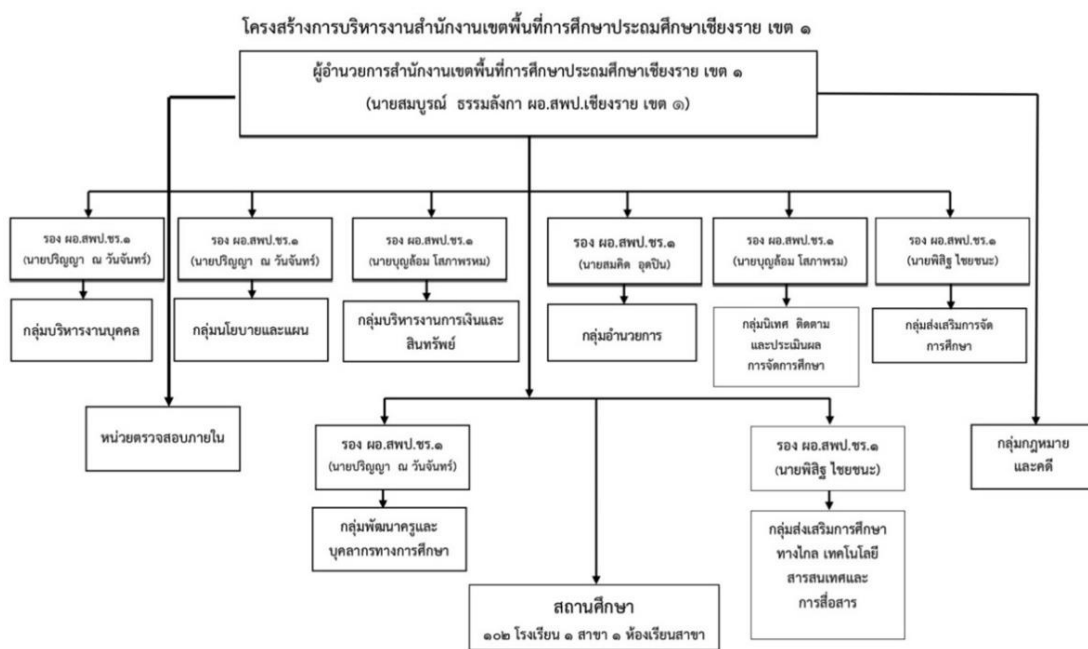 โครงสร้างการบริหารงานสำนักงานเขตพื้นที่การศึกษาประถมศึกษาเชียงราย เขต ๑
ผู้อำนวยการสำนักงานเขตพื้นที่การศึกษาประถมศึกษาเชียงราย เขต ๑
(นายสมบูรณ์ ธรรมลังกา ผอ.สพป.เชียงราย เขต ๑)
รอง ผอ.สพป.ชร.๑
(นายปริญญา ณ วันจันทร์)
กลุ่มบริหารงานบุคคล
รอง ผอ.สพป.ชร.๑
(นายปริญญา ณ วันจันทร์)
กลุ่มนโยบายและแผน
รอง ผอ.สพป.ชร.๑
(นายบุญล้อม โสภาพรหม)
กลุ่มบริหารงานการเงินและ
สินทรัพย์
รอง ผอ.สพป.ชร.๑
(นายสมคิด อุดปิน)
กลุ่มอำนวยการ
รอง ผอ.สพป.ชร.๑
(นายบุญล้อม โสภาพรม)
กลุ่มนิเทศ ติดตาม
และประเมินผล
การจัดการศึกษา
รอง ผอ.สพป.ชร.๑
(นายพิสิฐ ไชยชนะ)
กลุ่มส่งเสริมการจัด
การศึกษา
หน่วยตรวจสอบภายใน
รอง ผอ.สพป.ชร.๑
(นายปริญญา ณ วันจันทร์)
กลุ่มพัฒนาครูและ
บุคลากรทางการศึกษา
รอง ผอ.สพป.ชร.๑
(นายพิสิฐ ไชยชนะ)
กลุ่มส่งเสริมการศึกษา
ทางไกล เทคโนโลยี
สารสนเทศและ
การสื่อสาร
กลุ่มกฎหมาย
และคดี
สถานศึกษา
๑๐๒ โรงเรียน ๑ สาขา ๑ ห้องเรียนสาขา